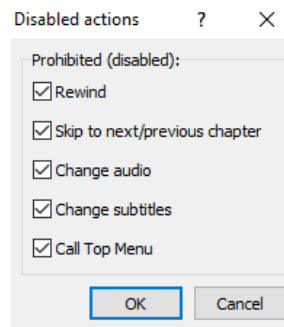 Disabled actions ? ✕
Prohibited (disabled):
Rewind
Skip to next/previous chapter
Change audio
Change subtitles
Call Top Menu
OK Cancel